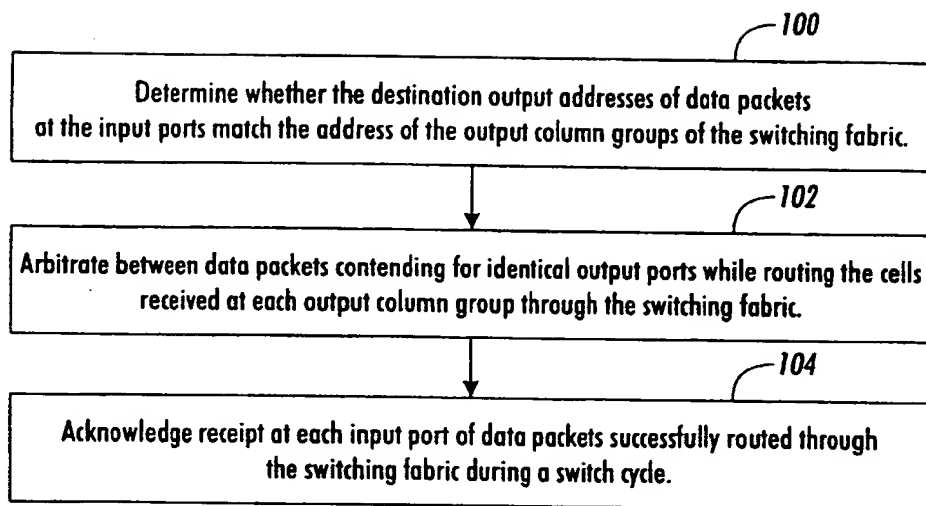 100
Determine whether the destination output addresses of data packets
at the input ports match the address of the output column groups of the switching fabric.
102
Arbitrate between data packets contending for identical output ports while routing the cells
received at each output column group through the switching fabric.
104
Acknowledge receipt at each input port of data packets successfully routed through
the switching fabric during a switch cycle.